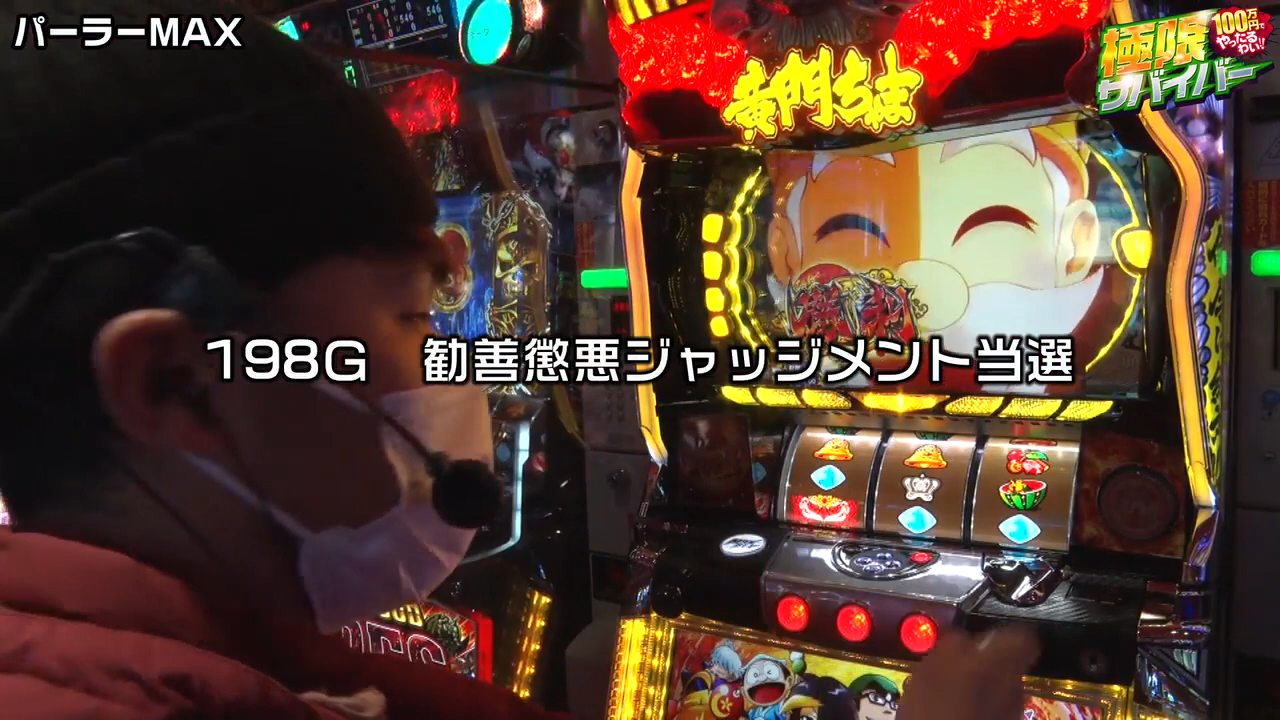 パーラーMAX
極限
サバイバー
100万円で
やったる
わい!!
黄門ちゃま
198G 勧善懲悪ジャッジメント当選